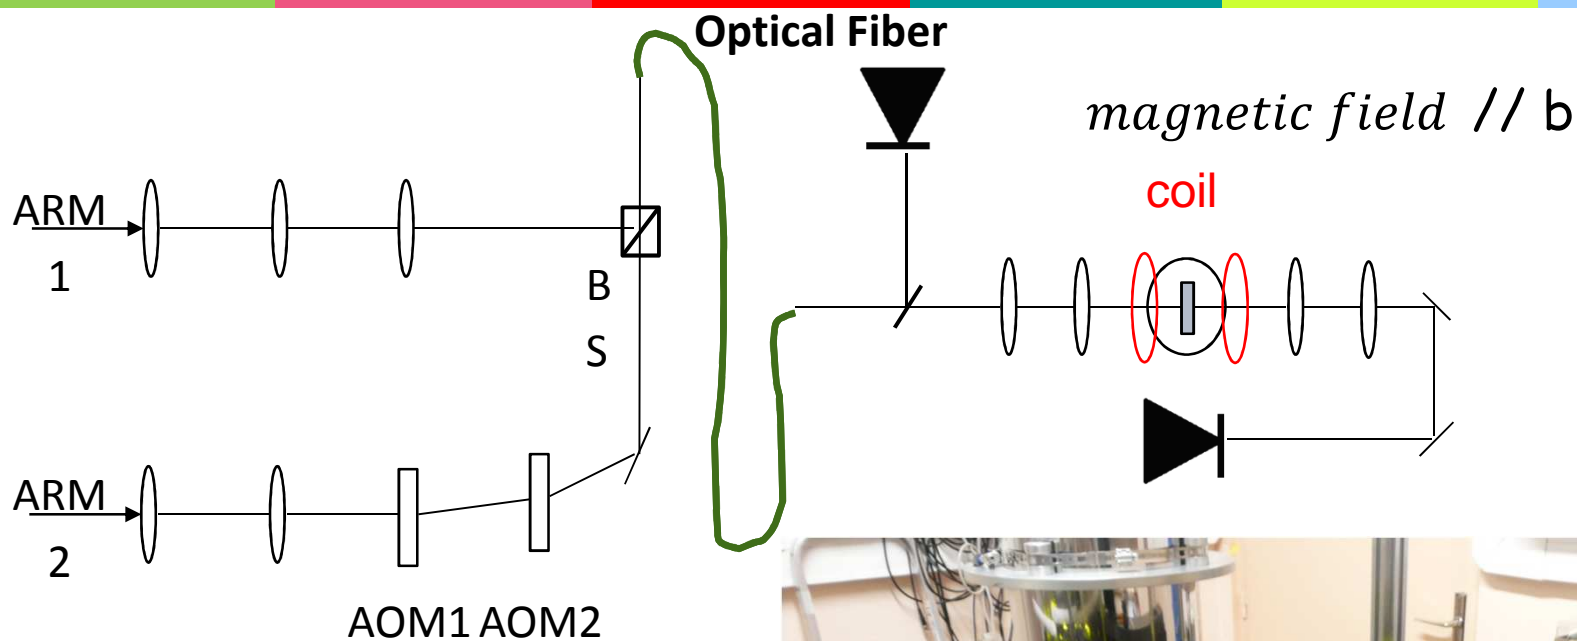 Optical Fiber
magnetic field // b
coil
ARM
1
B
S
ARM
2
AOM1 AOM2